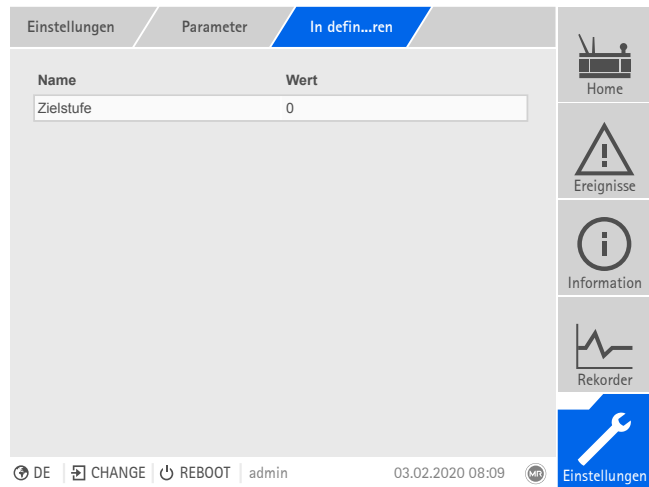 Einstellungen Parameter In defin...ren
Name Wert
Zielstufe 0
Home
Ereignisse
Information
Rekorder
Einstellungen
DE CHANGE REBOOT admin 03.02.2020 08:09 MR